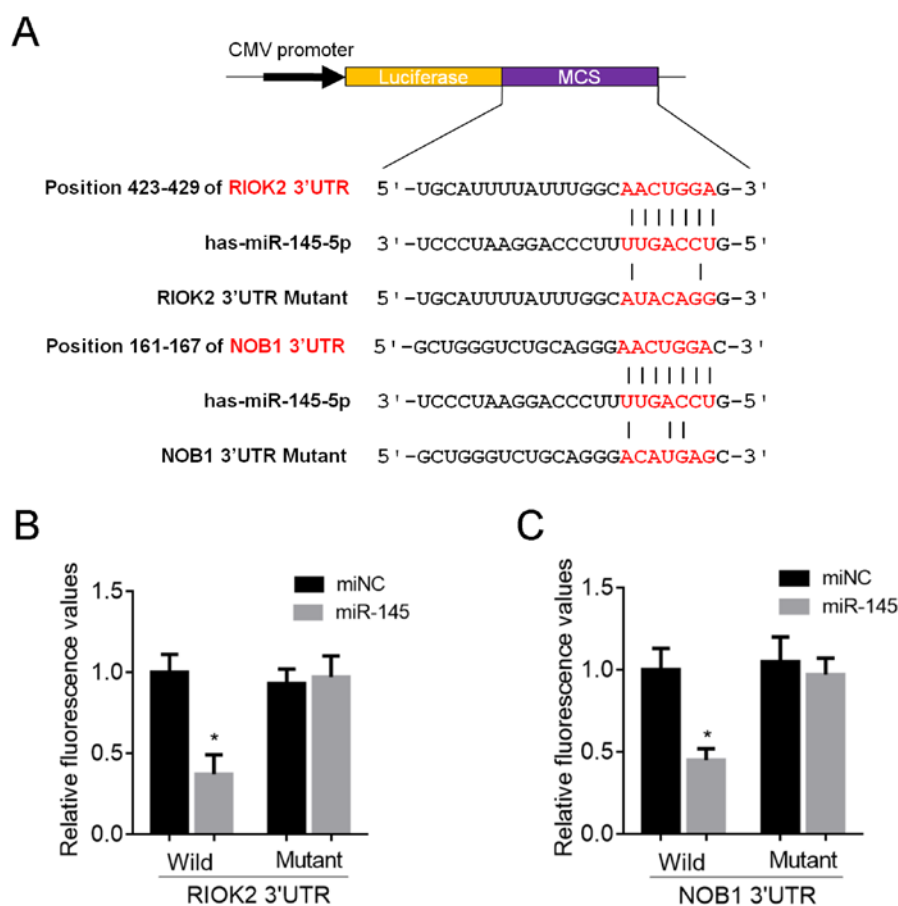 A
CMV promoter
Luciferase MCS
Position 423-429 of RIOK2 3'UTR 5'-UGCAUUUUAUUUGGCAACUGGAG-3'
has-miR-145-5p 3'-UCCCUAAGGACCCUUUUGACCUG-5'
RIOK2 3'UTR Mutant 5'-UGCAUUUUAUUUGGCAUACAGGG-3'
Position 161-167 of NOB1 3'UTR 5'-GCUGGGUCUGCAGGGAACUGGAC-3'
has-miR-145-5p 3'-UCCCUAAGGACCCUUUUGACCUG-5'
NOB1 3'UTR Mutant 5'-GCUGGGUCUGCAGGGACAUGAGC-3'
B
Relative fluorescence values
1.5
1.0
0.5
0.0
miNC
miR-145
*
Wild Mutant
RIOK2 3'UTR
C
Relative fluorescence values
1.5
1.0
0.5
0.0
miNC
miR-145
*
Wild Mutant
NOB1 3'UTR